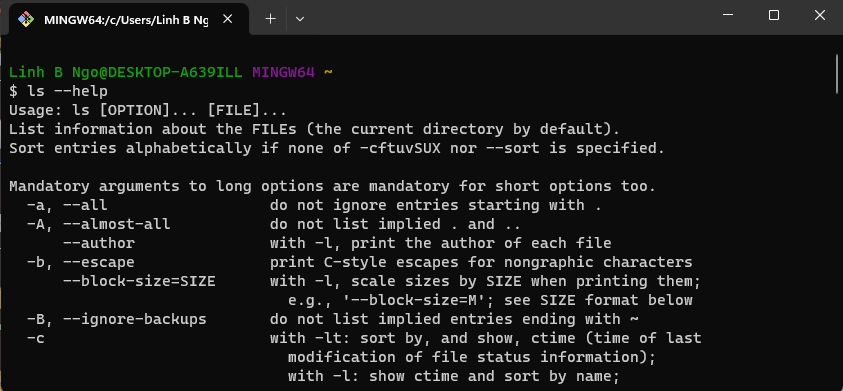 MINGW64:/c/Users/Linh B Ng
Linh B Ngo@DESKTOP-A639ILL MINGW64 ~
$ ls --help
Usage: ls [OPTION]... [FILE]...
List information about the FILEs (the current directory by default).
Sort entries alphabetically if none of -cftuvSUX nor --sort is specified.

Mandatory arguments to long options are mandatory for short options too.
  -a, --all                  do not ignore entries starting with .
  -A, --almost-all           do not list implied . and ..
      --author               with -l, print the author of each file
  -b, --escape               print C-style escapes for nongraphic characters
      --block-size=SIZE      with -l, scale sizes by SIZE when printing them;
                               e.g., '--block-size=M'; see SIZE format below
  -B, --ignore-backups       do not list implied entries ending with ~
  -c                         with -lt: sort by, and show, ctime (time of last
                               modification of file status information);
                               with -l: show ctime and sort by name;